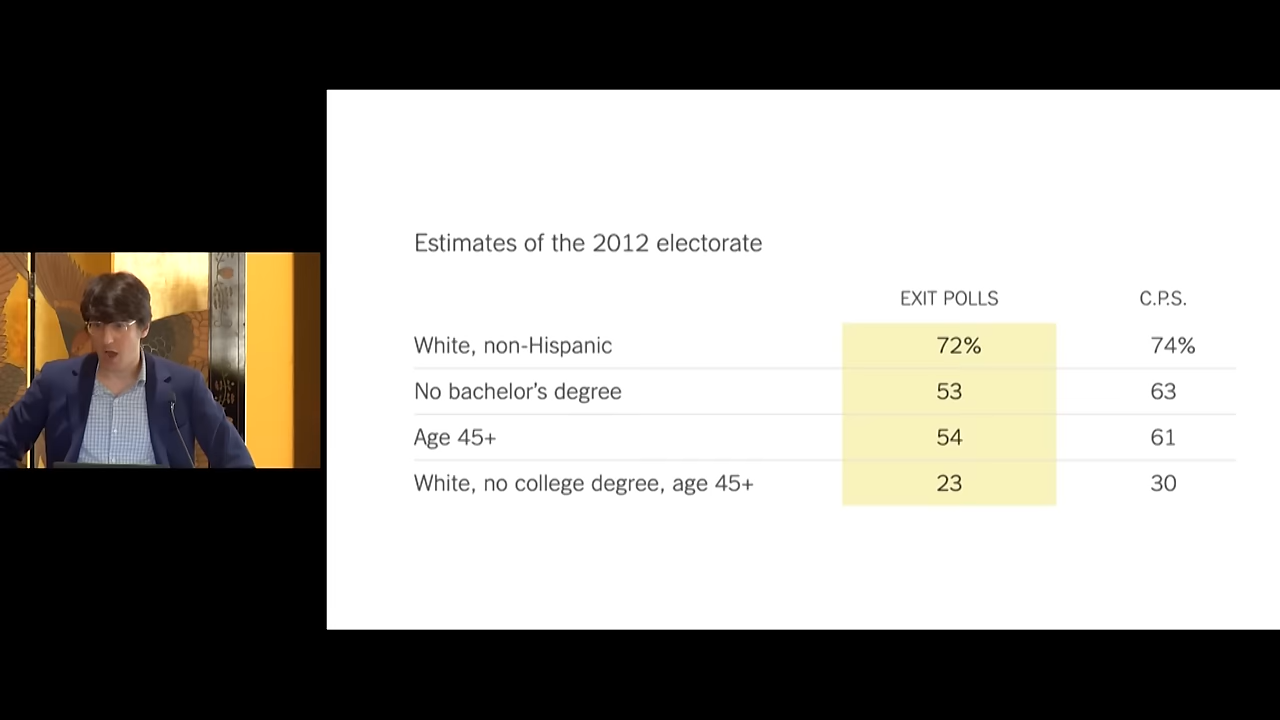 Estimates of the 2012 electorate
EXIT POLLS C.P.S.
White, non-Hispanic 72% 74%
No bachelor’s degree 53 63
Age 45+ 54 61
White, no college degree, age 45+ 23 30